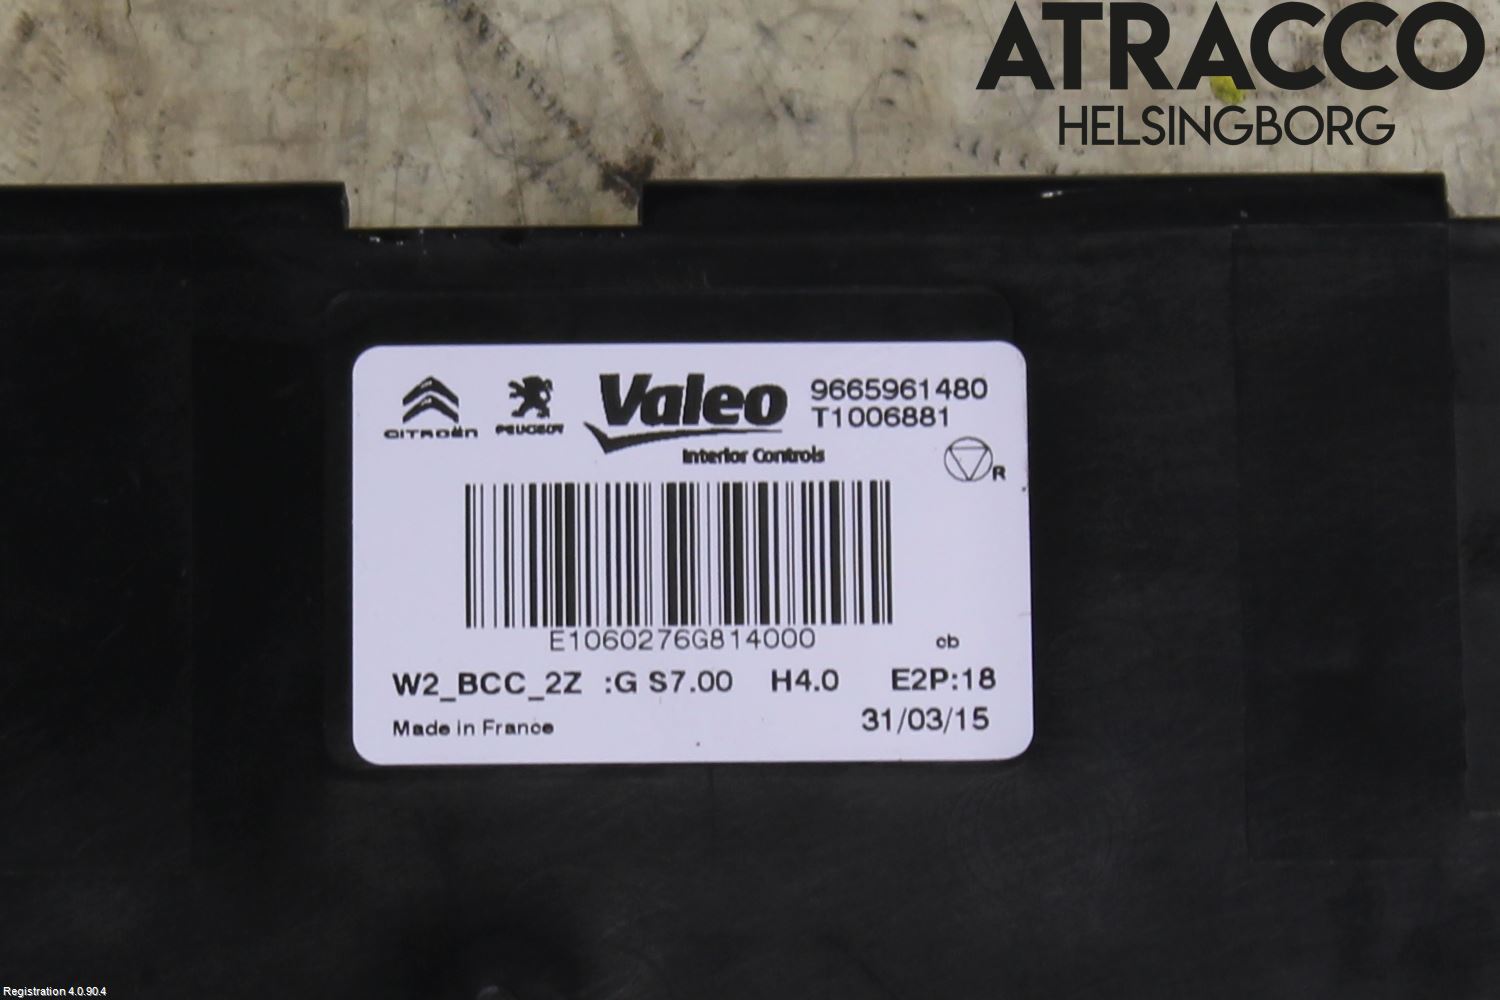 ATRACCO
HELSINGBORG
CITROËN PEUGEOT Valeo 9665961480
T1006881
Interior Controls
R
E1060276G814000 cb
W2_BCC_2Z :G S7.00 H4.0 E2P:18
Made in France 31/03/15
Registration 4.0.90.4